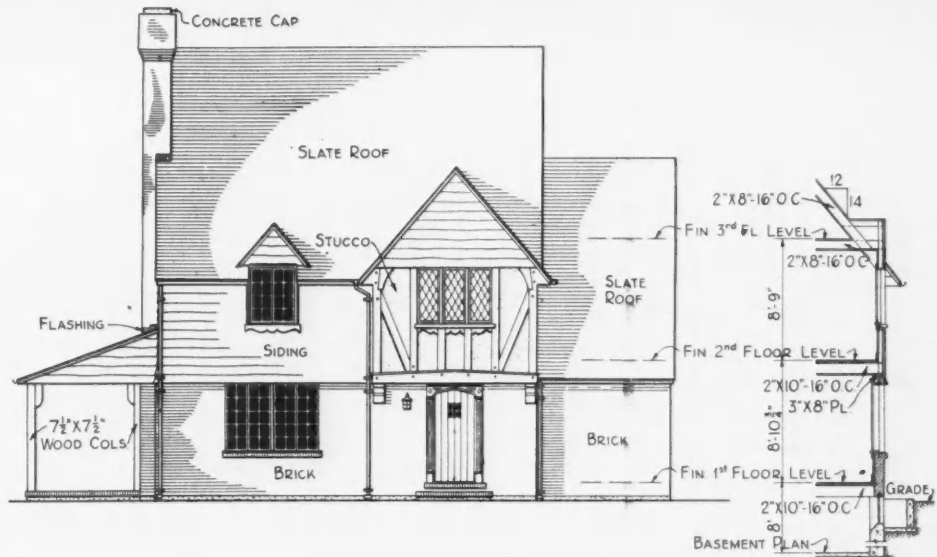 CONCRETE CAP
SLATE ROOF
STUCCO
FLASHING
SIDING
7½"X7½"
WOOD COLS.
BRICK
SLATE
ROOF
BRICK
12
14
2"X8"-16"O.C
FIN 3rd FL LEVEL
2"X8"-16"O.C
8'-9"
FIN 2nd FLOOR LEVEL
2"X10"-16"O.C.
3"X8"PL
8'-10¾"
FIN 1st FLOOR LEVEL
GRADE
2"X10"-16"O.C
8'
BASEMENT PLAN